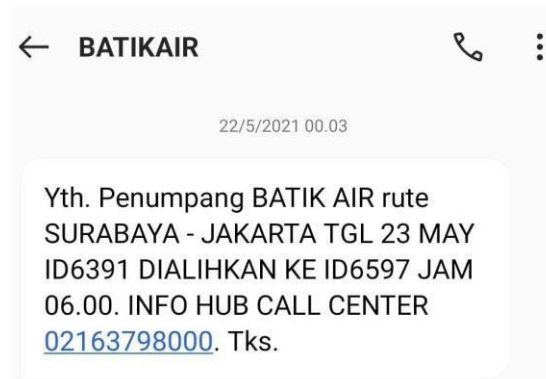 BATIKAIR
22/5/2021 00.03
Yth. Penumpang BATIK AIR rute
SURABAYA - JAKARTA TGL 23 MAY
ID6391 DIALIHKAN KE ID6597 JAM
06.00. INFO HUB CALL CENTER
02163798000. Tks.